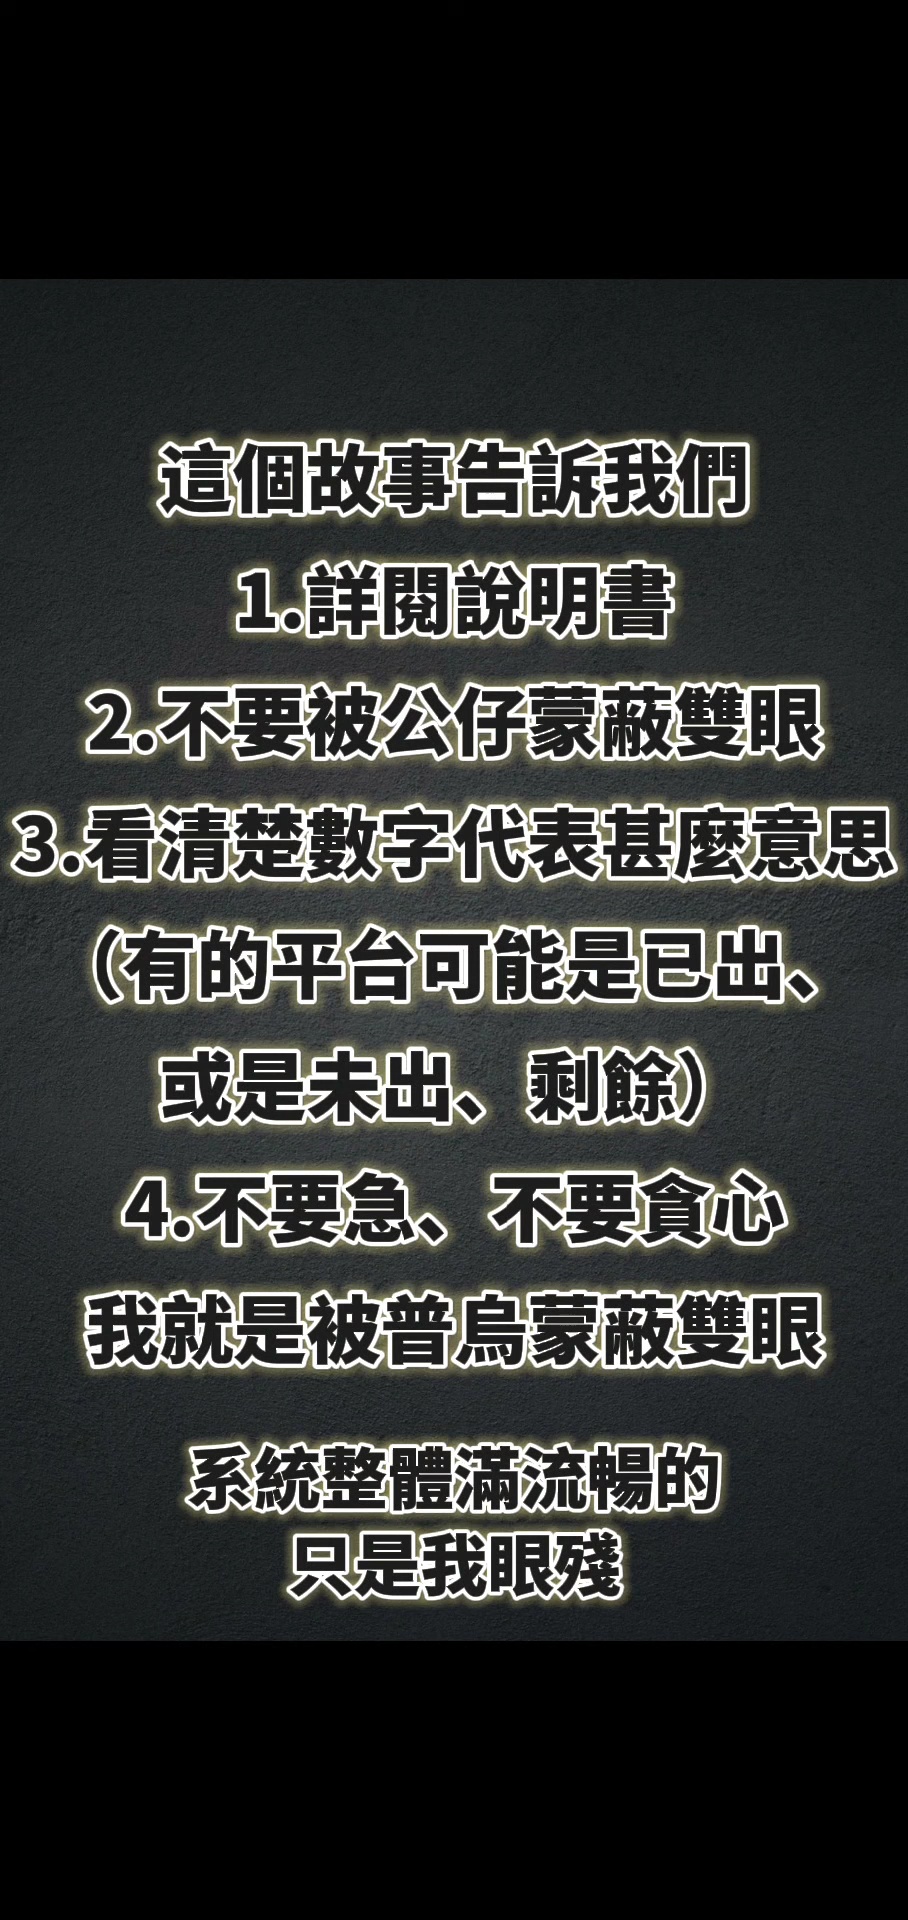 這個故事告訴我們
1.詳閱說明書
2.不要被公仔蒙蔽雙眼
3.看清楚數字代表甚麼意思
（有的平台可能是已出、
或是未出、剩餘）
4.不要急、不要貪心
我就是被普烏蒙蔽雙眼
系統整體滿流暢的
只是我眼殘